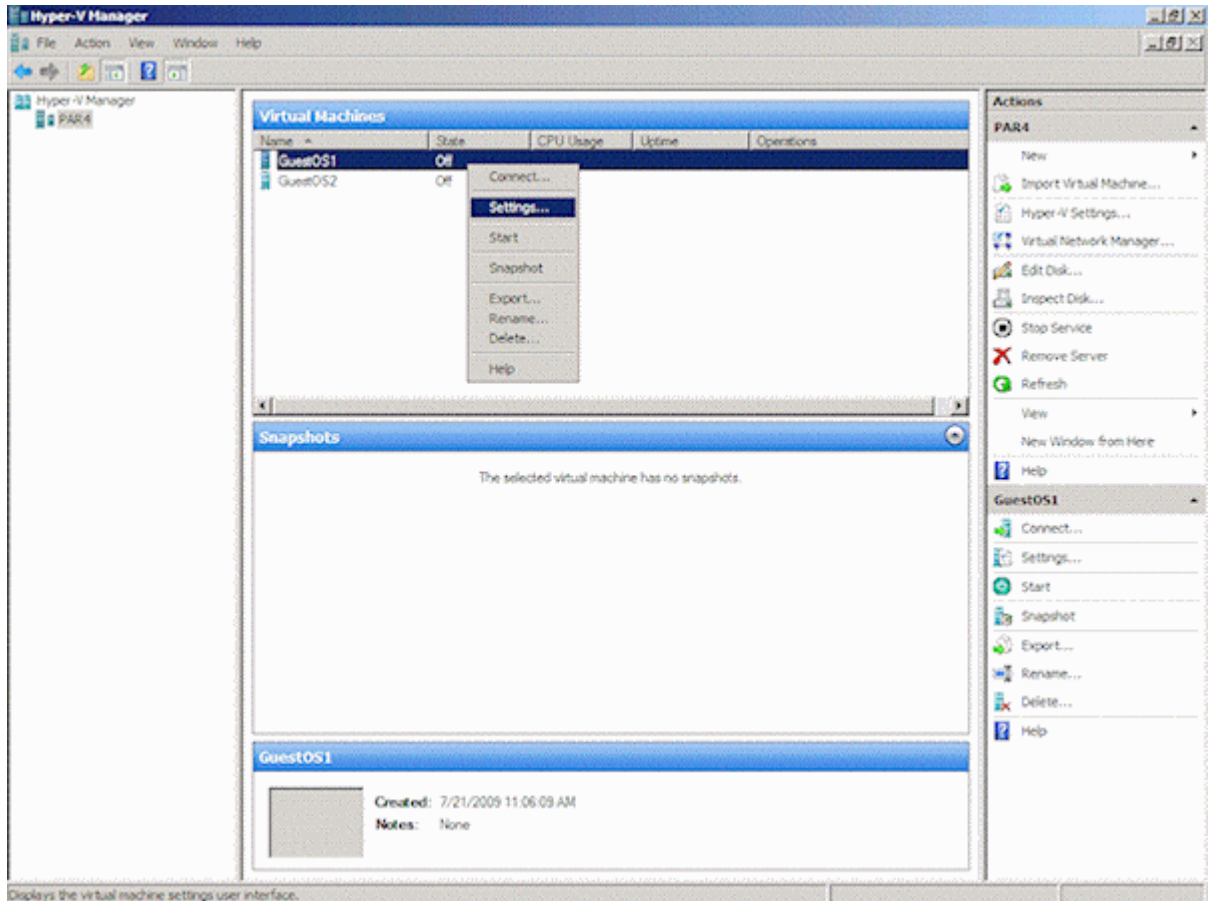 Hyper-V Manager
File Action View Window Help
Hyper-V Manager
PAR4
Virtual Machines
Name State CPU Usage Uptime Operations
GuestOS1 Off
GuestOS2 Off
Connect...
Settings...
Start
Snapshot
Export...
Rename...
Delete...
Help
Snapshots
The selected virtual machine has no snapshots.
GuestOS1
Created: 7/21/2009 11:06:09 AM
Notes: None
Actions
PAR4
New
Import Virtual Machine...
Hyper-V Settings...
Virtual Network Manager...
Edit Disk...
Inspect Disk...
Stop Service
Remove Server
Refresh
View
New Window from Here
Help
GuestOS1
Connect...
Settings...
Start
Snapshot
Export...
Rename...
Delete...
Help
Displays the virtual machine settings user interface.